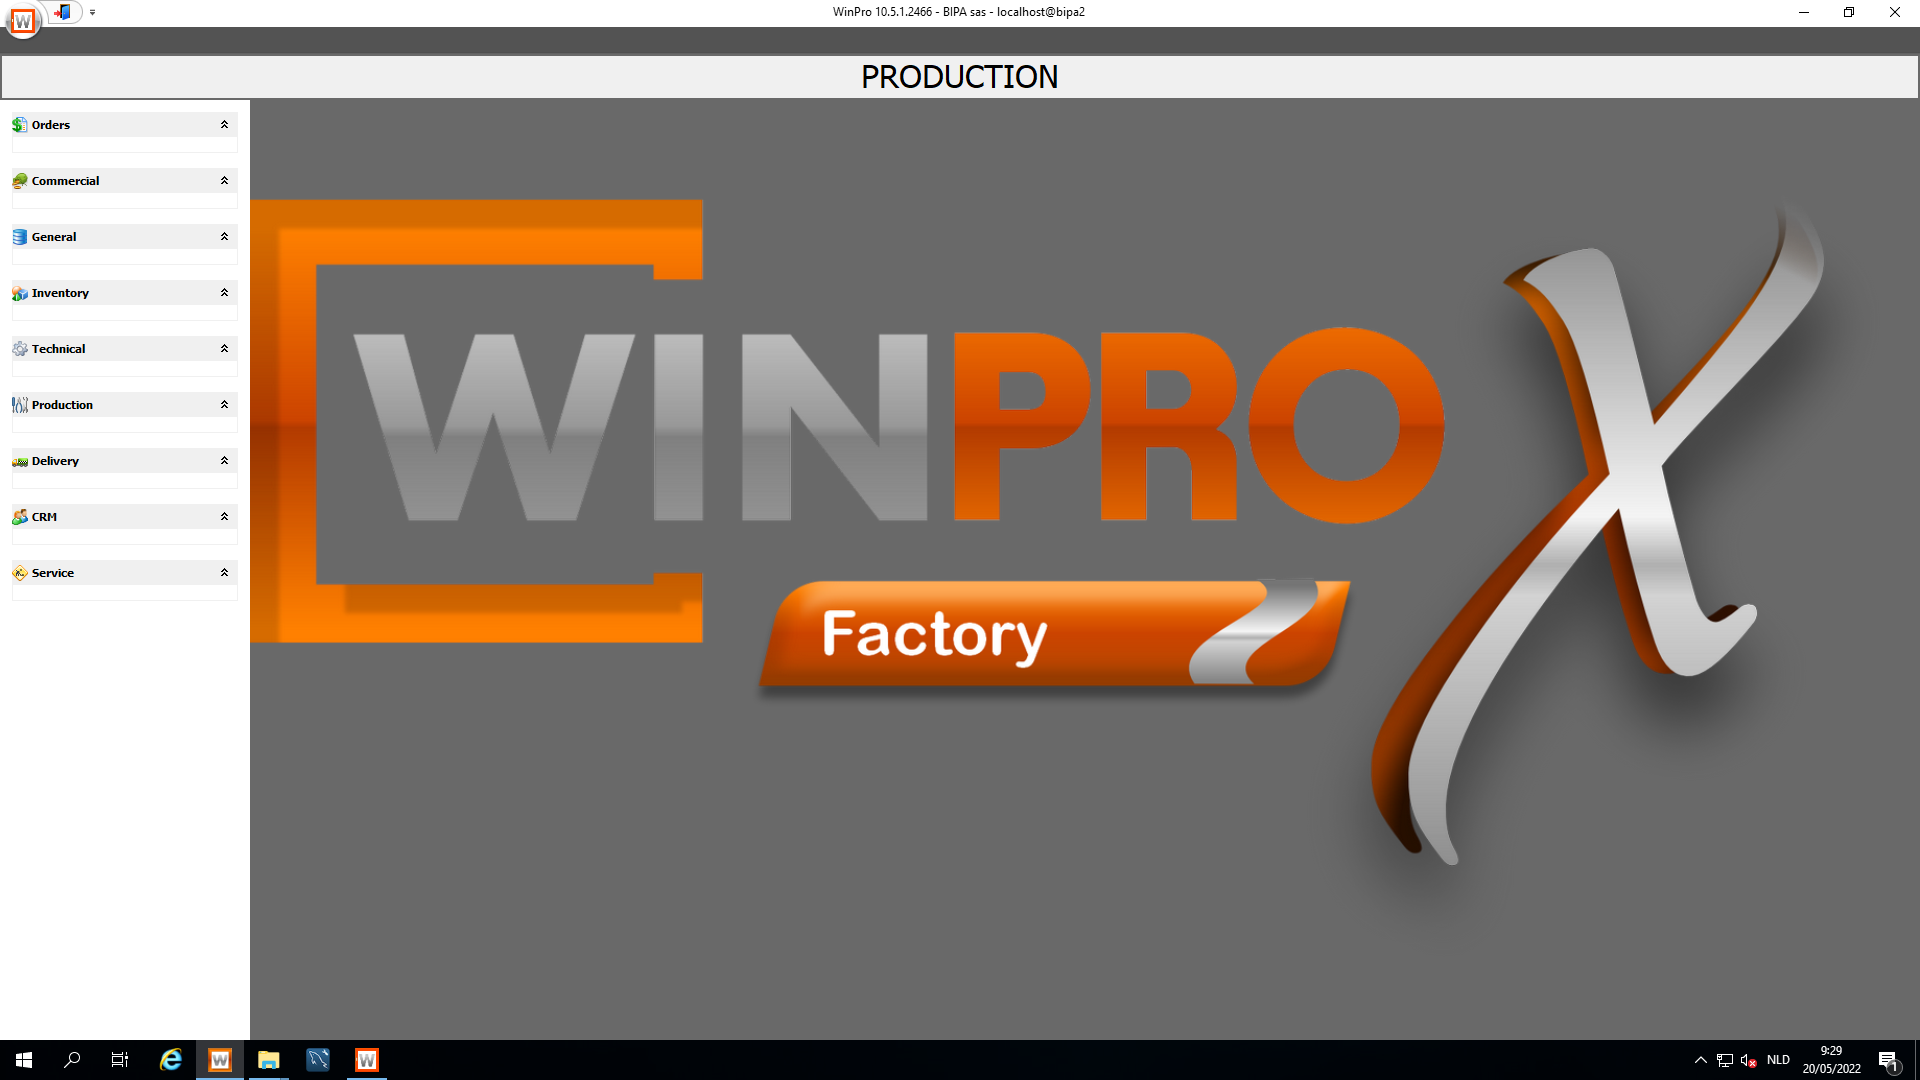 WinPro 10.5.1.2466 - BIPA sas - localhost@bipa2
PRODUCTION
Orders
Commercial
General
Inventory
Technical
Production
Delivery
CRM
Service
WINPRO X
Factory
NLD
9:29
20/05/2022
1